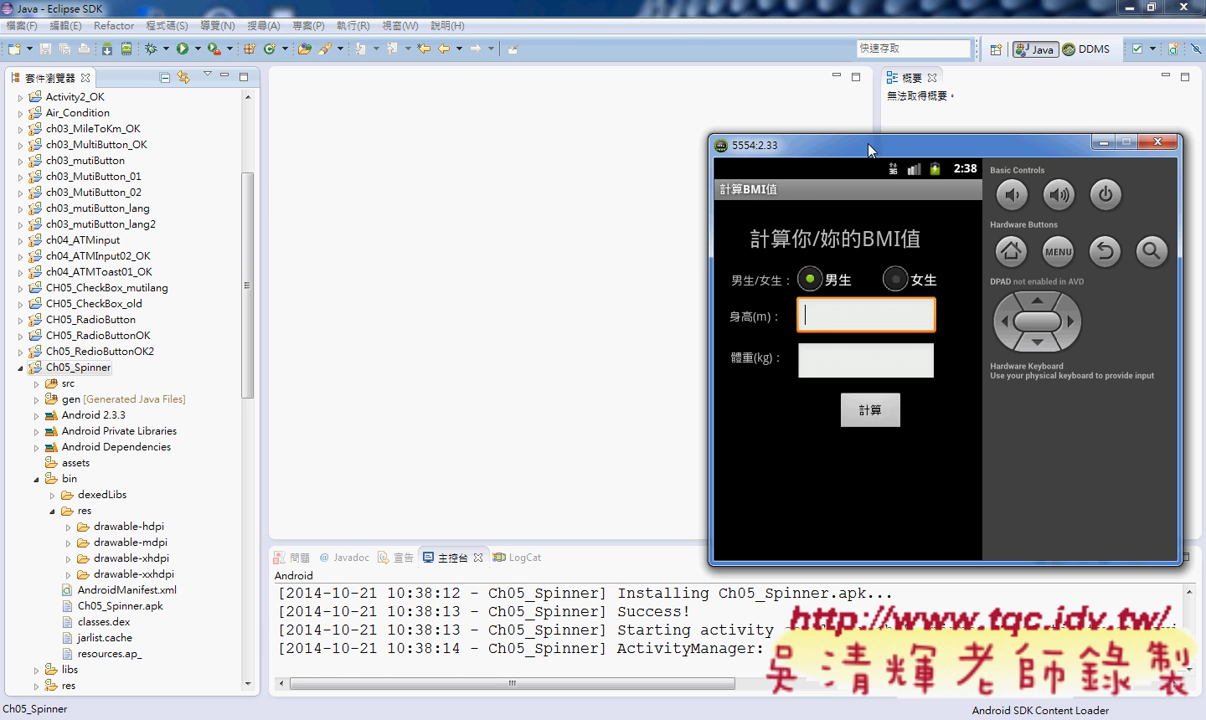 Java - Eclipse SDK
檔案(F) 編輯(E) Refactor 程式碼(S) 導覽(N) 搜尋(A) 專案(P) 執行(R) 視窗(W) 說明(H)
快速存取
Java
DDMS
套件瀏覽器
Activity2_OK
Air_Condition
ch03_MileToKm_OK
ch03_MultiButton_OK
ch03_mutiButton
ch03_MutiButton_01
ch03_MutiButton_02
ch03_mutiButton_lang
ch03_mutiButton_lang2
ch04_ATMinput
ch04_ATMInput02_OK
ch04_ATMToast01_OK
CH05_CheckBox_mutilang
CH05_CheckBox_old
CH05_RadioButton
CH05_RadioButtonOK
Ch05_RedioButtonOK2
Ch05_Spinner
src
gen [Generated Java Files]
Android 2.3.3
Android Private Libraries
Android Dependencies
assets
bin
dexedLibs
res
drawable-hdpi
drawable-mdpi
drawable-xhdpi
drawable-xxhdpi
AndroidManifest.xml
Ch05_Spinner.apk
classes.dex
jarlist.cache
resources.ap_
libs
res
概要
無法取得概要。
5554:2.33
3G
2:38
計算BMI值
計算你/妳的BMI值
男生/女生： 男生 女生
身高(m)：
體重(kg)：
計算
Basic Controls
Hardware Buttons
MENU
DPAD not enabled in AVD
Hardware Keyboard
Use your physical keyboard to provide input
問題 @ Javadoc 宣告 主控台 LogCat
Android
[2014-10-21 10:38:12 - Ch05_Spinner] Installing Ch05_Spinner.apk...
[2014-10-21 10:38:13 - Ch05_Spinner] Success!
[2014-10-21 10:38:13 - Ch05_Spinner] Starting activity
[2014-10-21 10:38:14 - Ch05_Spinner] ActivityManager:
http://www.tqc.idv.tw/
吳清輝老師錄製
Ch05_Spinner
Android SDK Content Loader